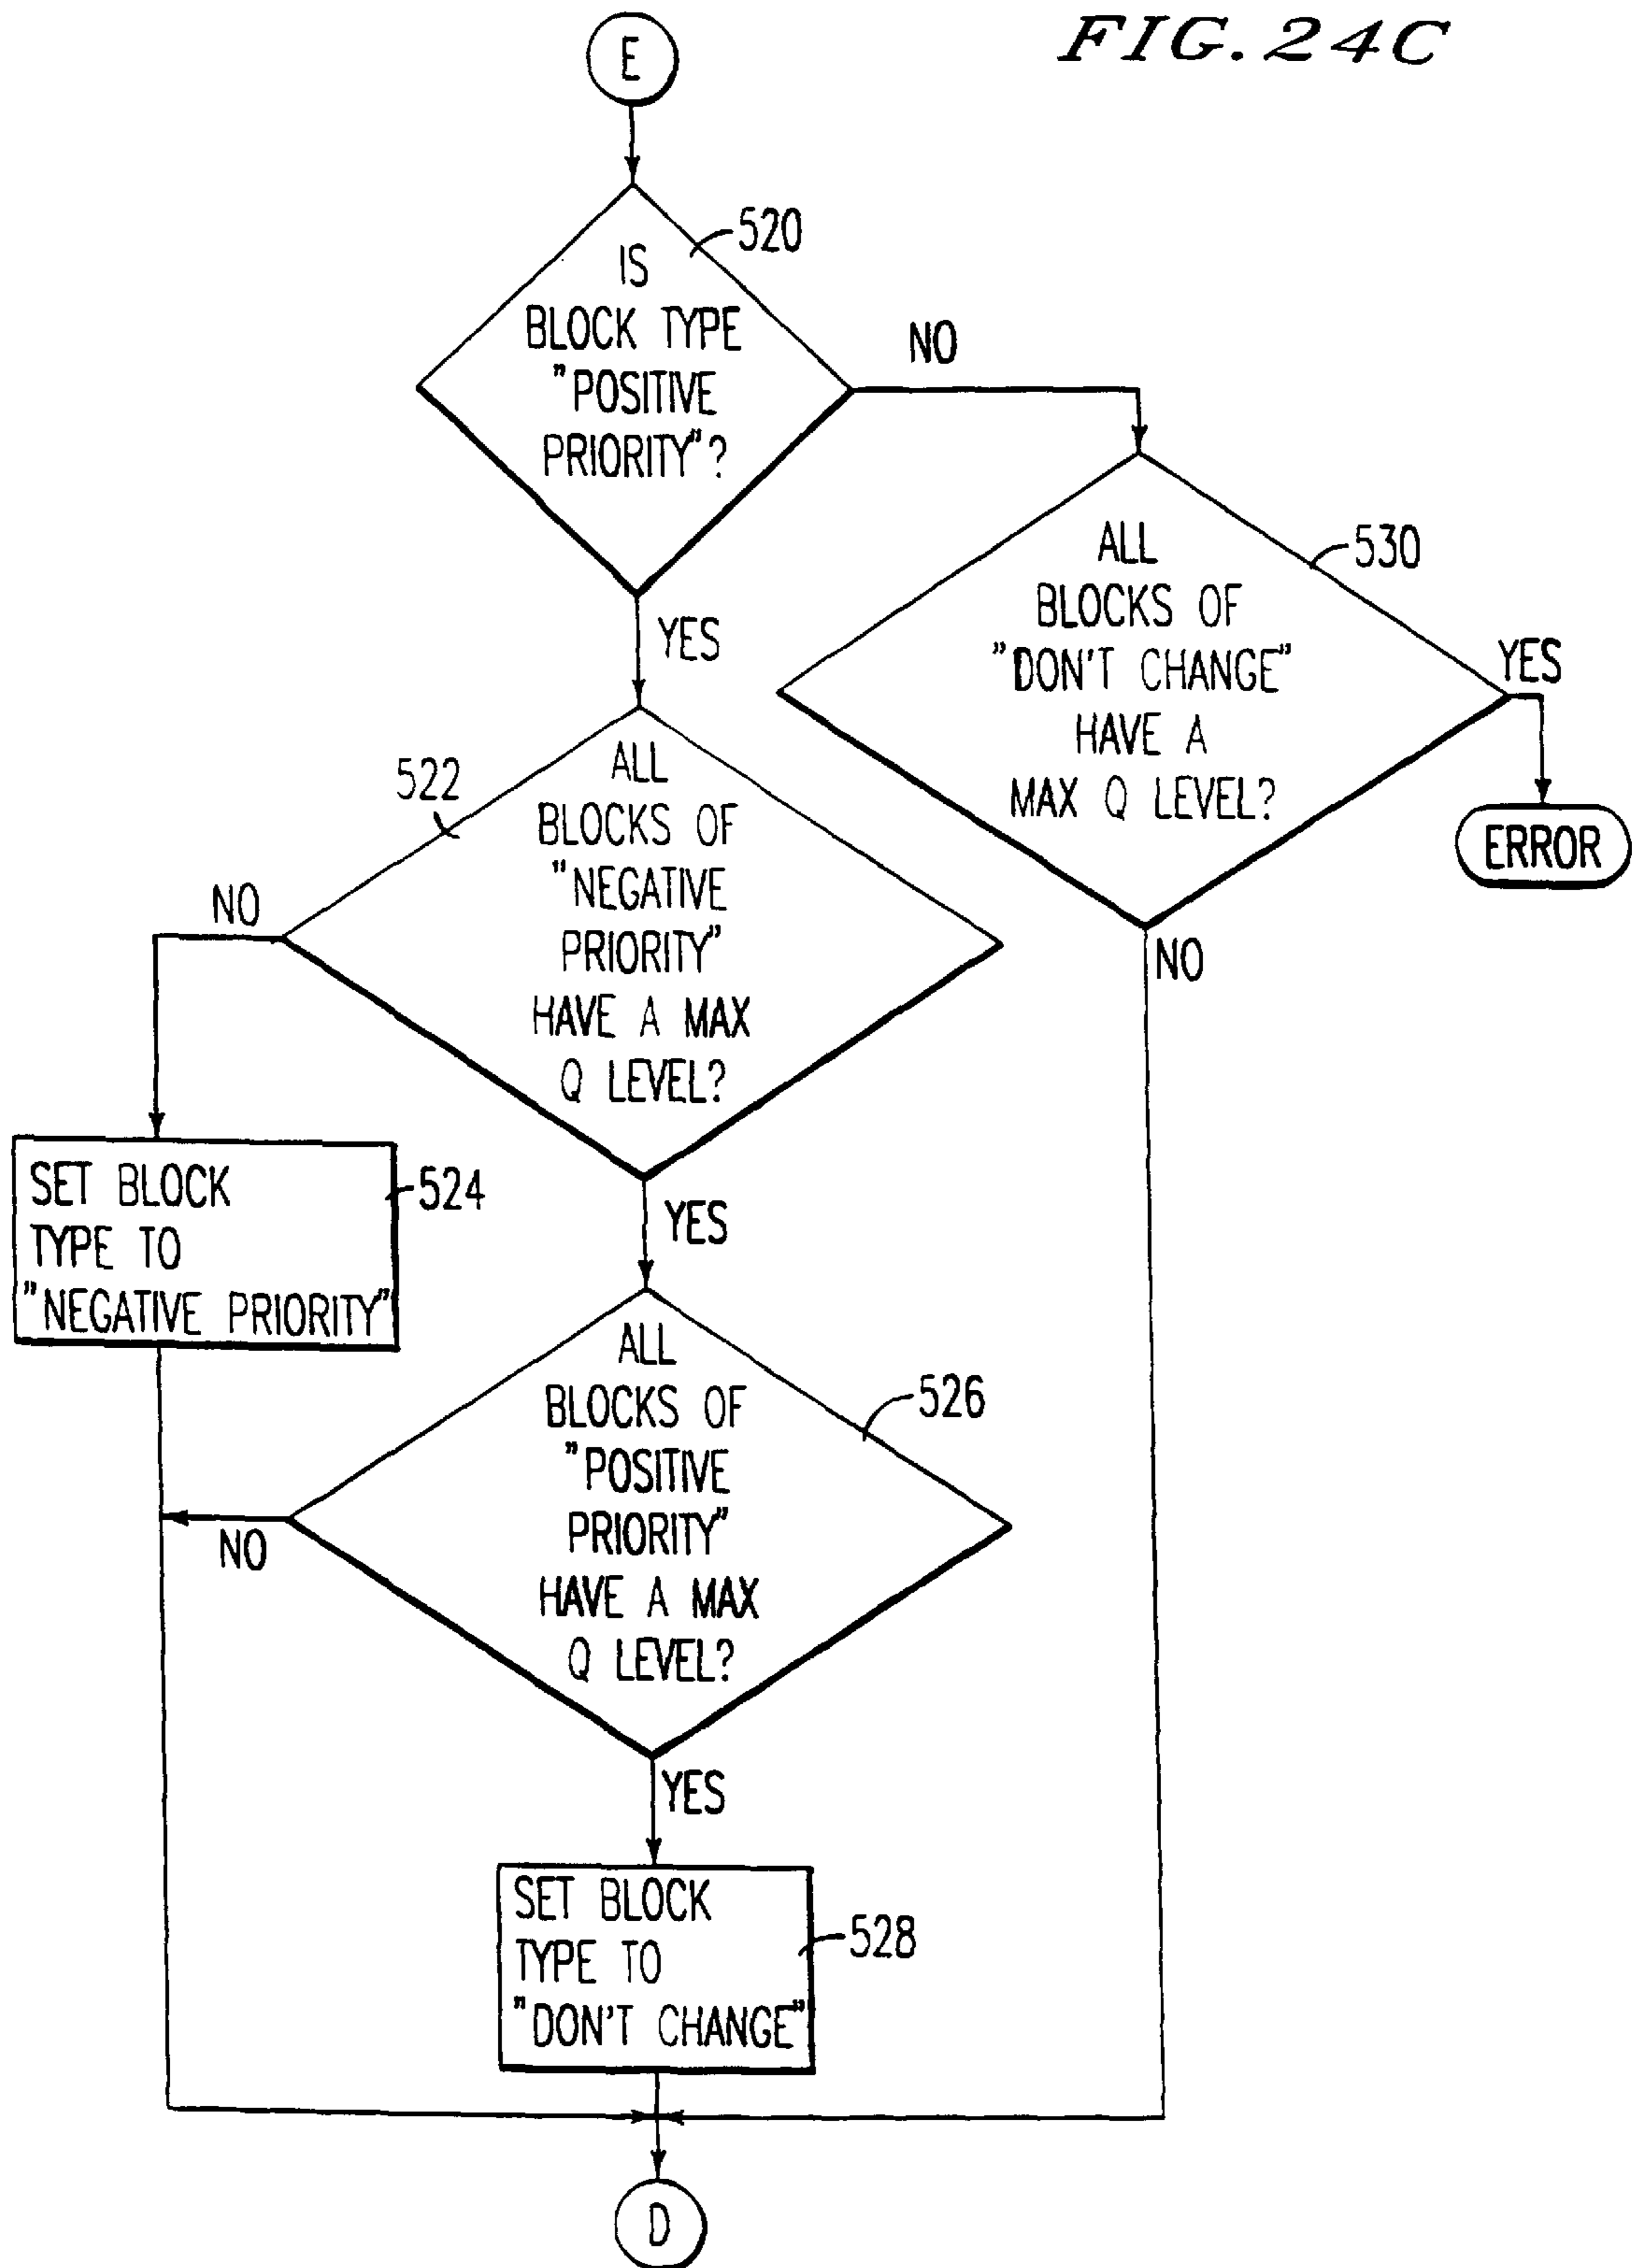 FIG. 24C
E
520
IS
BLOCK TYPE
"POSITIVE
PRIORITY"?
NO
YES
530
ALL
BLOCKS OF
"DON'T CHANGE"
HAVE A
MAX Q LEVEL?
YES
ERROR
NO
522
ALL
BLOCKS OF
"NEGATIVE
PRIORITY"
HAVE A MAX
Q LEVEL?
NO
YES
SET BLOCK
TYPE TO
"NEGATIVE PRIORITY"
524
526
ALL
BLOCKS OF
"POSITIVE
PRIORITY"
HAVE A MAX
Q LEVEL?
NO
YES
SET BLOCK
TYPE TO
"DON'T CHANGE"
528
D